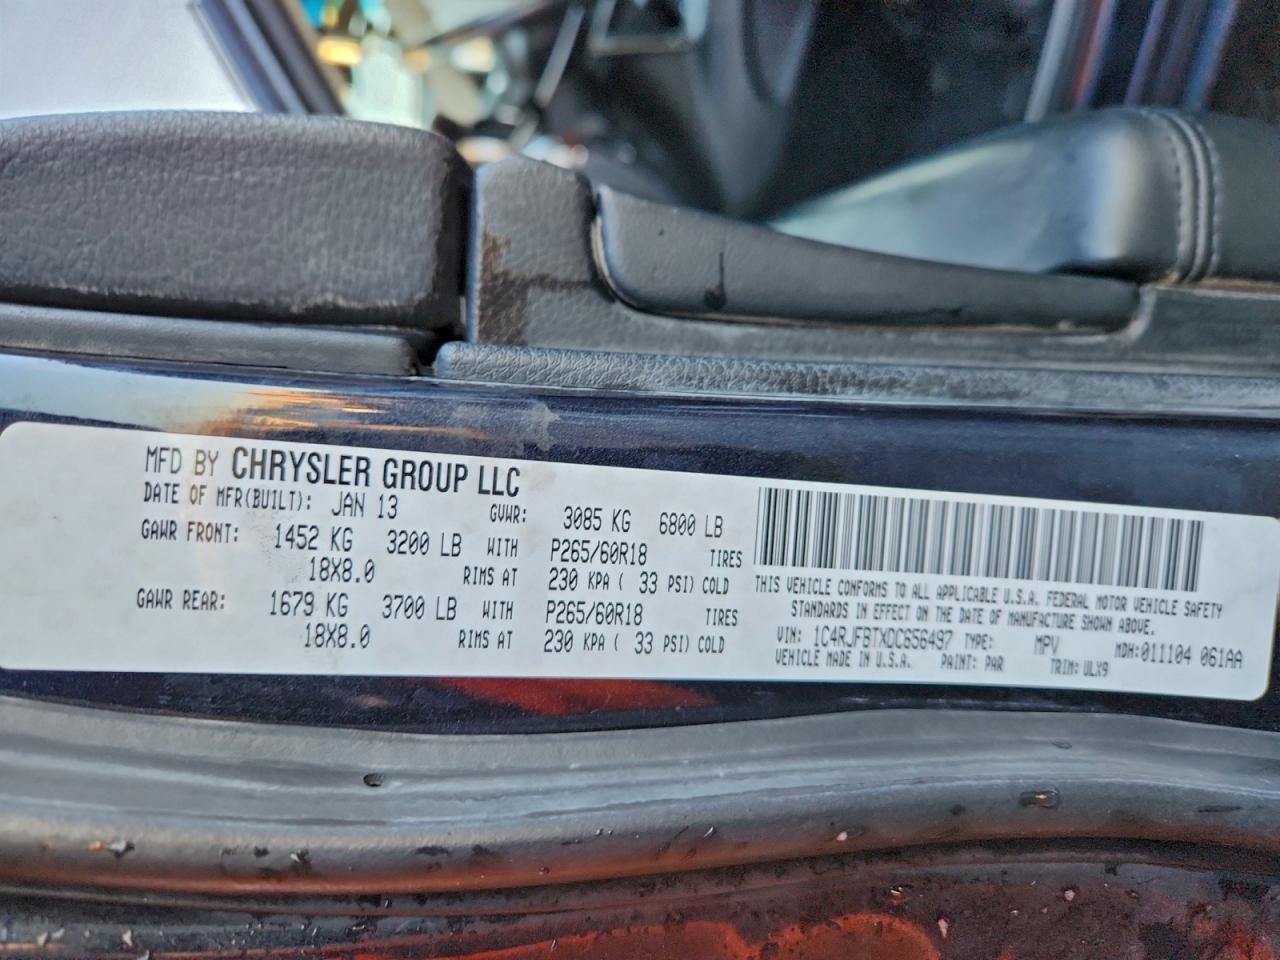 MFD BY CHRYSLER GROUP LLC
DATE OF MFR(BUILT): JAN 13 GVWR: 3085 KG 6800 LB
GAWR FRONT: 1452 KG 3200 LB WITH P265/60R18 TIRES
18X8.0 RIMS AT 230 KPA ( 33 PSI) COLD
GAWR REAR: 1679 KG 3700 LB WITH P265/60R18 TIRES
18X8.0 RIMS AT 230 KPA ( 33 PSI) COLD
THIS VEHICLE CONFORMS TO ALL APPLICABLE U.S.A. FEDERAL MOTOR VEHICLE SAFETY
STANDARDS IN EFFECT ON THE DATE OF MANUFACTURE SHOWN ABOVE.
VIN: 1C4RJFBTXDC656497 TYPE: MPV MDH:011104 061AA
VEHICLE MADE IN U.S.A. PAINT: PAR TRIM: ULX9